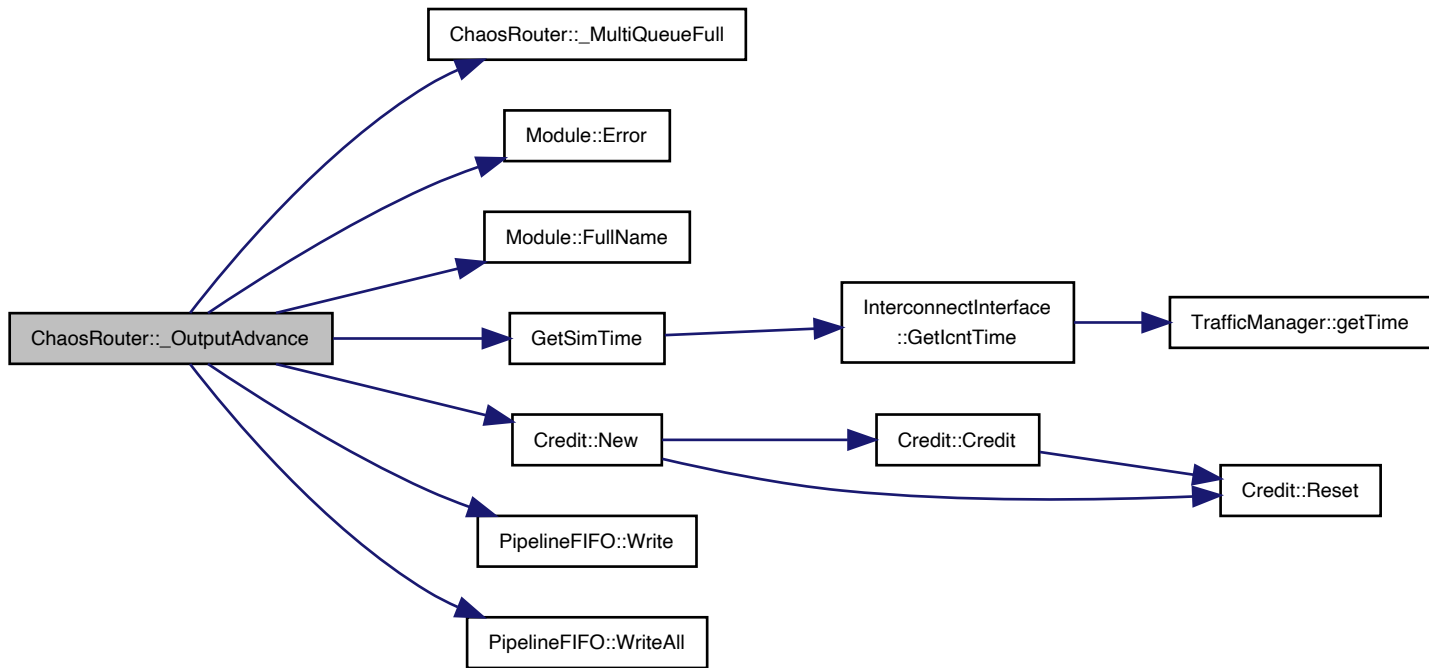 ChaosRouter::_MultiQueueFull
Module::Error
Module::FullName
ChaosRouter::_OutputAdvance
GetSimTime
InterconnectInterface
::GetIcntTime
TrafficManager::getTime
Credit::New
Credit::Credit
Credit::Reset
PipelineFIFO::Write
PipelineFIFO::WriteAll